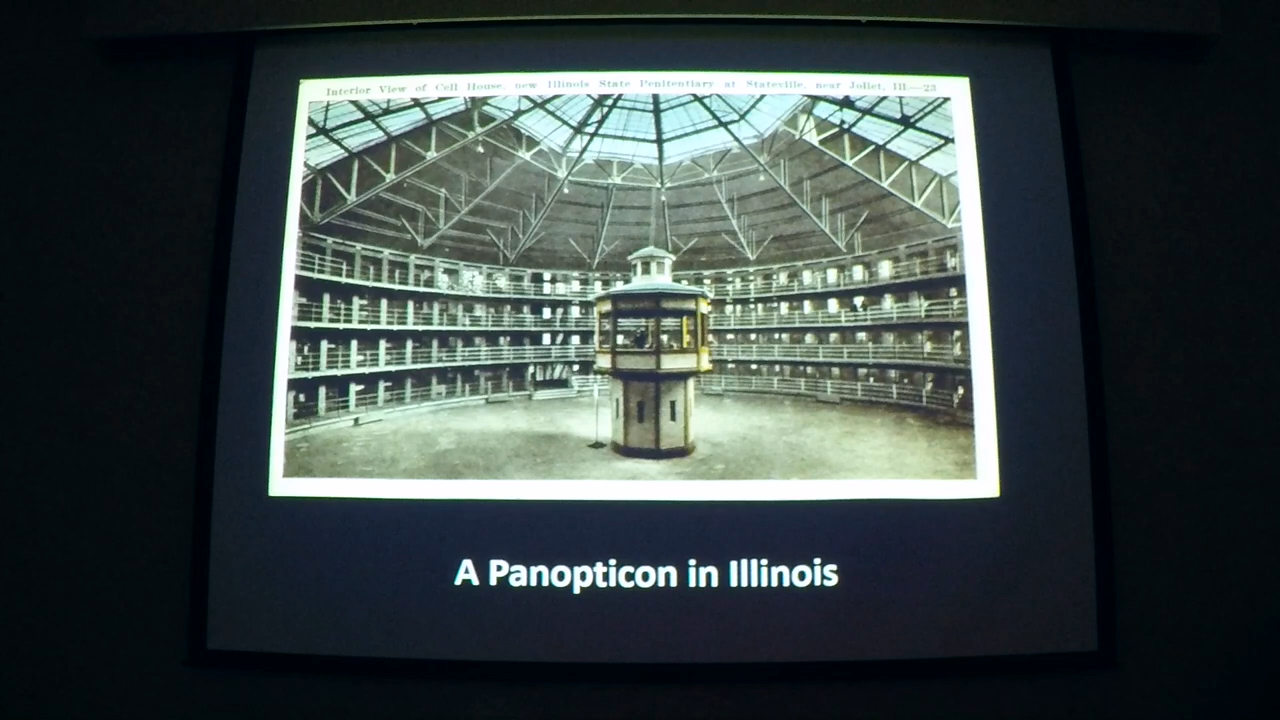 Interior View of Cell House, new Illinois State Penitentiary at Stateville, near Joliet, Ill.—23
A Panopticon in Illinois